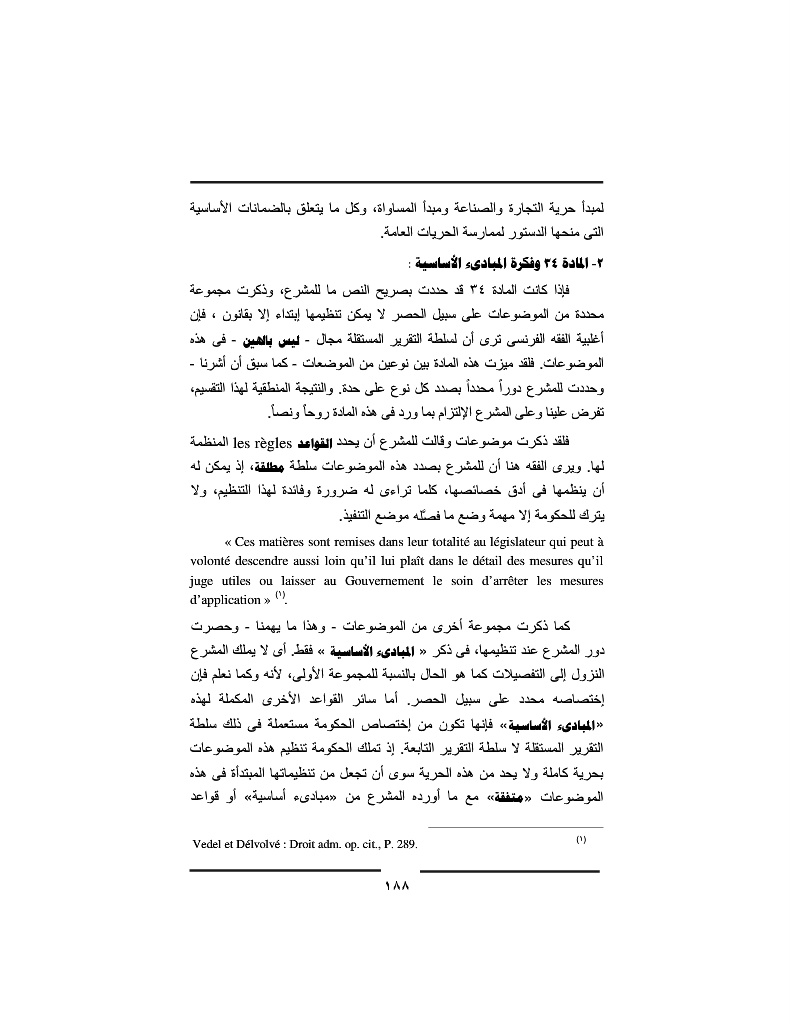 لمبدأ حرية التجارة والصناعة ومبدأ المساواة، وكل ما يتعلق بالضمانات الأساسية
التى منحها الدستور لممارسة الحريات العامة.
٢- المادة ٣٤ وفكرة المبادىء الأساسية :
فإذا كانت المادة ٣٤ قد حددت بصريح النص ما للمشرع، وذكرت مجموعة
محددة من الموضوعات على سبيل الحصر لا يمكن تنظيمها إبتداء إلا بقانون ، فإن
أغلبية الفقه الفرنسى ترى أن لسلطة التقرير المستقلة مجال - ليس بالهين - فى هذه
الموضوعات. فلقد ميزت هذه المادة بين نوعين من الموضعات - كما سبق أن أشرنا -
وحددت للمشرع دوراً محدداً بصدد كل نوع على حدة. والنتيجة المنطقية لهذا التقسيم،
تفرض علينا وعلى المشرع الإلتزام بما ورد فى هذه المادة روحاً ونصاً.
فلقد ذكرت موضوعات وقالت للمشرع أن يحدد القواعد les règles المنظمة
لها. ويرى الفقه هنا أن للمشرع بصدد هذه الموضوعات سلطة مطلقة، إذ يمكن له
أن ينظمها فى أدق خصائصها، كلما تراءى له ضرورة وفائدة لهذا التنظيم، ولا
يترك للحكومة إلا مهمة وضع ما فصَّله موضع التنفيذ.
« Ces matières sont remises dans leur totalité au législateur qui peut à
volonté descendre aussi loin qu’il lui plaît dans le détail des mesures qu’il
juge utiles ou laisser au Gouvernement le soin d’arrêter les mesures
d’application » (١).
كما ذكرت مجموعة أخرى من الموضوعات - وهذا ما يهمنا - وحصرت
دور المشرع عند تنظيمها، فى ذكر « المبادىء الأساسية » فقط. أى لا يملك المشرع
النزول إلى التفصيلات كما هو الحال بالنسبة للمجموعة الأولى، لأنه وكما نعلم فإن
إختصاصه محدد على سبيل الحصر. أما سائر القواعد الأخرى المكملة لهذه
«المبادىء الأساسية» فإنها تكون من إختصاص الحكومة مستعملة فى ذلك سلطة
التقرير المستقلة لا سلطة التقرير التابعة. إذ تملك الحكومة تنظيم هذه الموضوعات
بحرية كاملة ولا يحد من هذه الحرية سوى أن تجعل من تنظيماتها المبتدأة فى هذه
الموضوعات «متفقة» مع ما أورده المشرع من «مبادىء أساسية» أو قواعد
(١) Vedel et Délvolvé : Droit adm. op. cit., P. 289.
١٨٨